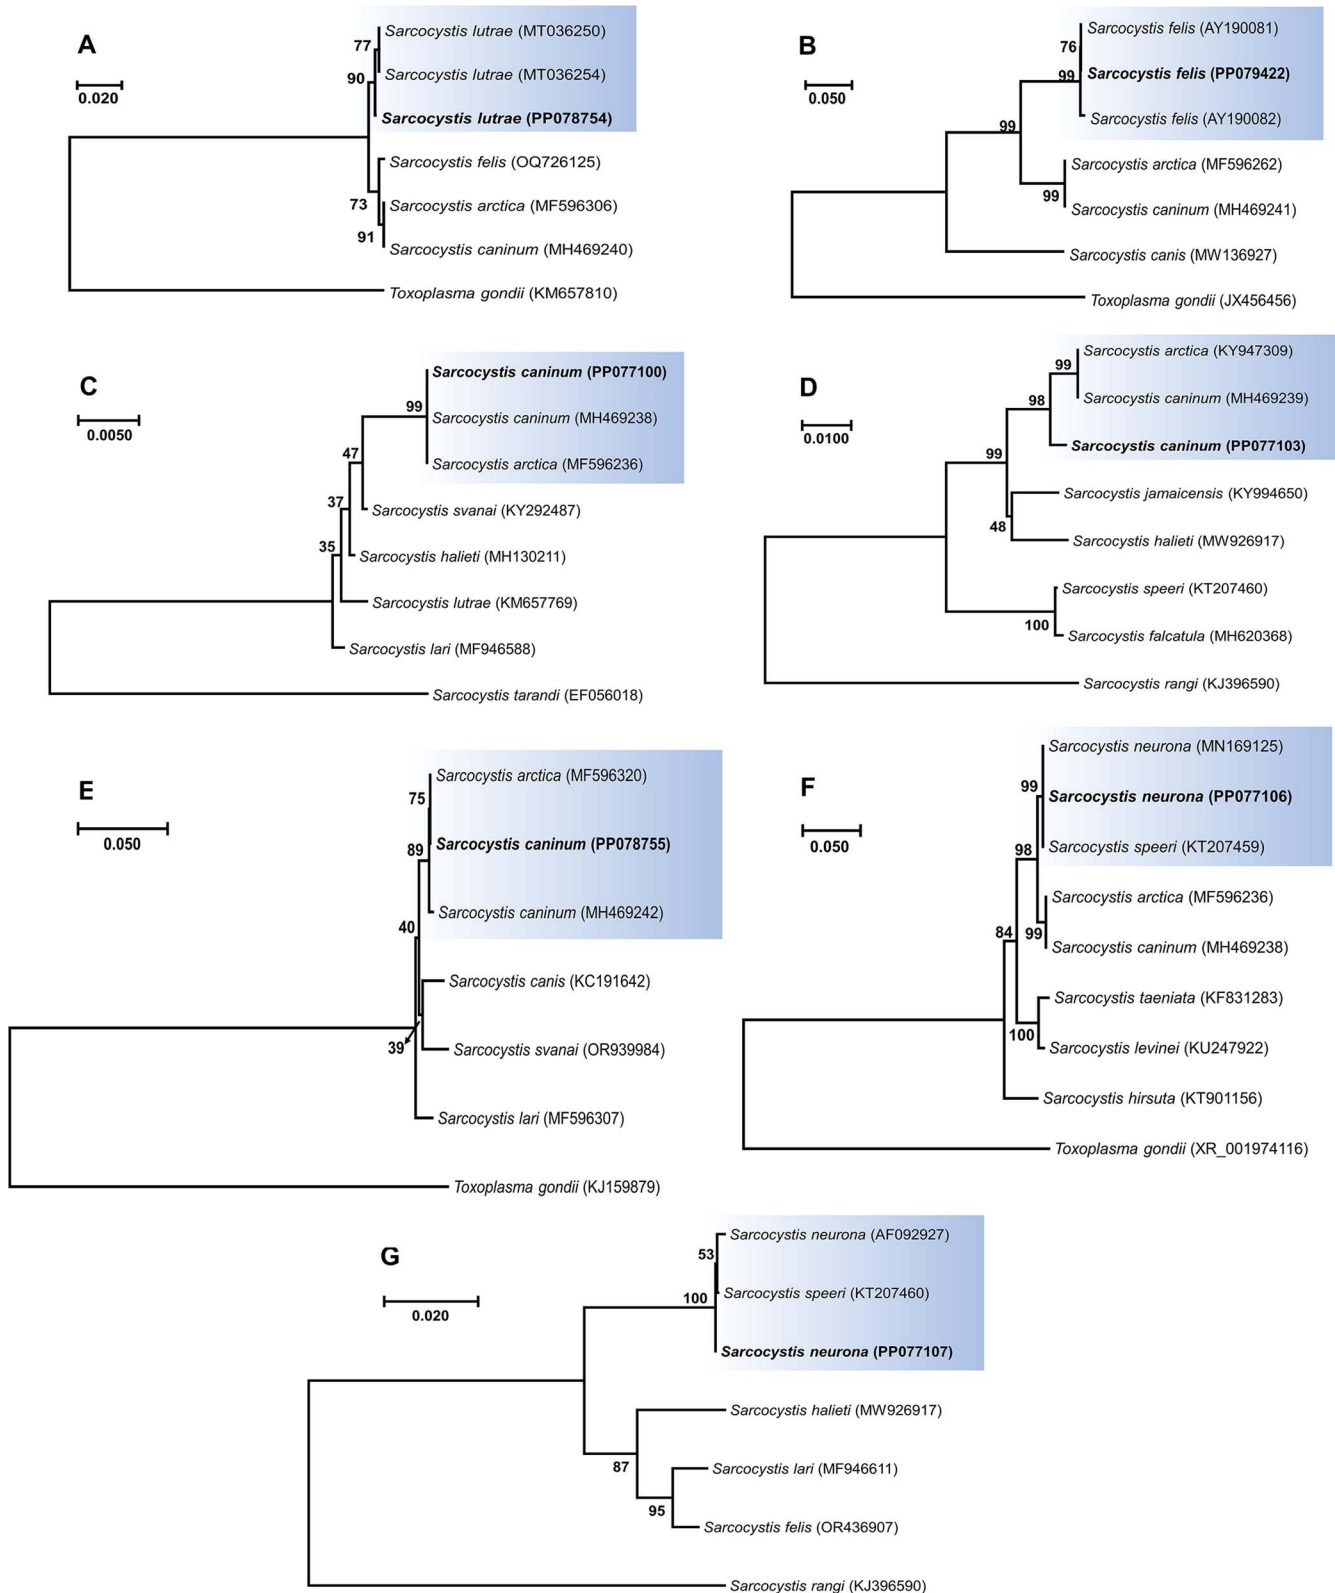 A
0.020
77
90
73
91
Sarcocystis lutrae (MT036250)
Sarcocystis lutrae (MT036254)
Sarcocystis lutrae (PP078754)
Sarcocystis felis (OQ726125)
Sarcocystis arctica (MF596306)
Sarcocystis caninum (MH469240)
Toxoplasma gondii (KM657810)
B
0.050
76
99
99
99
Sarcocystis felis (AY190081)
Sarcocystis felis (PP079422)
Sarcocystis felis (AY190082)
Sarcocystis arctica (MF596262)
Sarcocystis caninum (MH469241)
Sarcocystis canis (MW136927)
Toxoplasma gondii (JX456456)
C
0.0050
99
47
37
35
Sarcocystis caninum (PP077100)
Sarcocystis caninum (MH469238)
Sarcocystis arctica (MF596236)
Sarcocystis svanai (KY292487)
Sarcocystis halieti (MH130211)
Sarcocystis lutrae (KM657769)
Sarcocystis lari (MF946588)
Sarcocystis tarandi (EF056018)
D
0.0100
99
98
99
48
100
Sarcocystis arctica (KY947309)
Sarcocystis caninum (MH469239)
Sarcocystis caninum (PP077103)
Sarcocystis jamaicensis (KY994650)
Sarcocystis halieti (MW926917)
Sarcocystis speeri (KT207460)
Sarcocystis falcatula (MH620368)
Sarcocystis rangi (KJ396590)
E
0.050
75
89
40
39
Sarcocystis arctica (MF596320)
Sarcocystis caninum (PP078755)
Sarcocystis caninum (MH469242)
Sarcocystis canis (KC191642)
Sarcocystis svanai (OR939984)
Sarcocystis lari (MF596307)
Toxoplasma gondii (KJ159879)
F
0.050
99
98
99
84
100
Sarcocystis neurona (MN169125)
Sarcocystis neurona (PP077106)
Sarcocystis speeri (KT207459)
Sarcocystis arctica (MF596236)
Sarcocystis caninum (MH469238)
Sarcocystis taeniata (KF831283)
Sarcocystis levinei (KU247922)
Sarcocystis hirsuta (KT901156)
Toxoplasma gondii (XR_001974116)
G
0.020
53
100
87
95
Sarcocystis neurona (AF092927)
Sarcocystis speeri (KT207460)
Sarcocystis neurona (PP077107)
Sarcocystis halieti (MW926917)
Sarcocystis lari (MF946611)
Sarcocystis felis (OR436907)
Sarcocystis rangi (KJ396590)